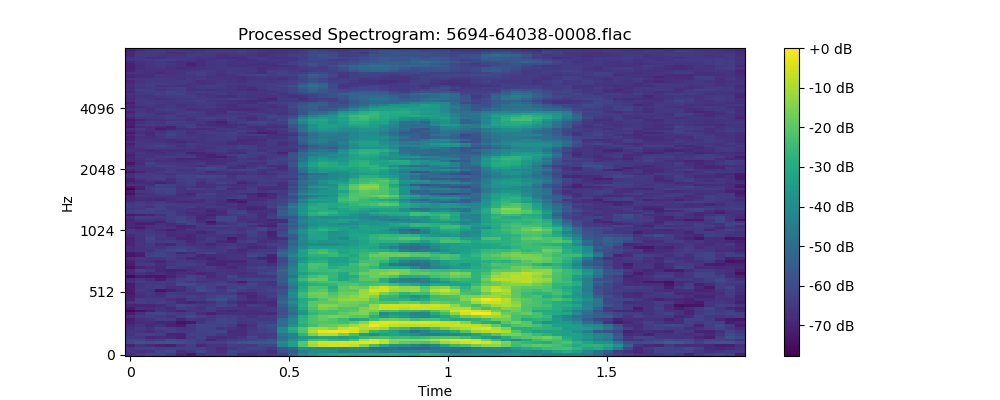 Processed Spectrogram: 5694-64038-0008.flac
Hz
4096
2048
1024
512
0
0 0.5 1 1.5
Time
+0 dB
-10 dB
-20 dB
-30 dB
-40 dB
-50 dB
-60 dB
-70 dB